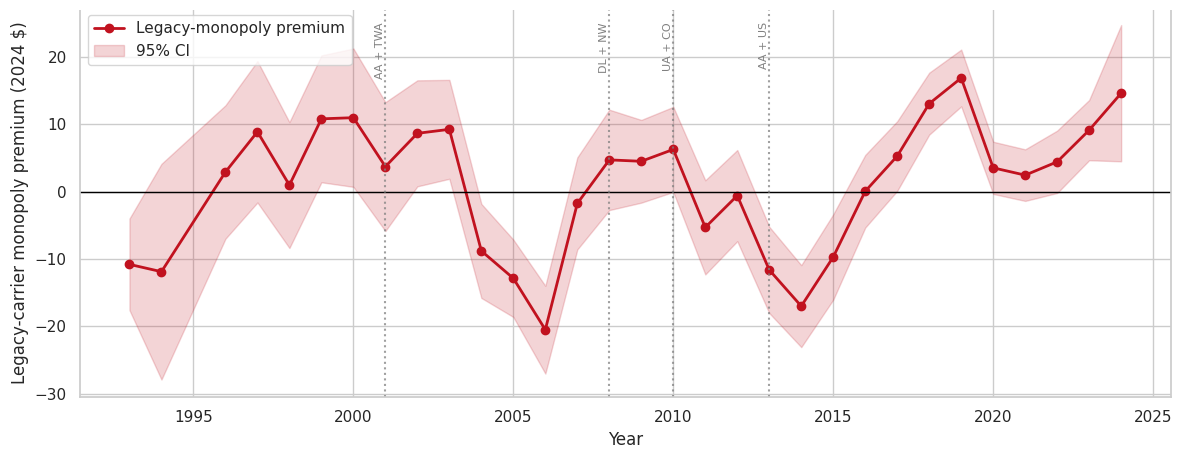 Legacy-carrier monopoly premium (2024 $)
Legacy-monopoly premium
95% CI
AA + TWA
DL + NW
UA + CO
AA + US
20
10
0
−10
−20
−30
1995 2000 2005 2010 2015 2020 2025
Year